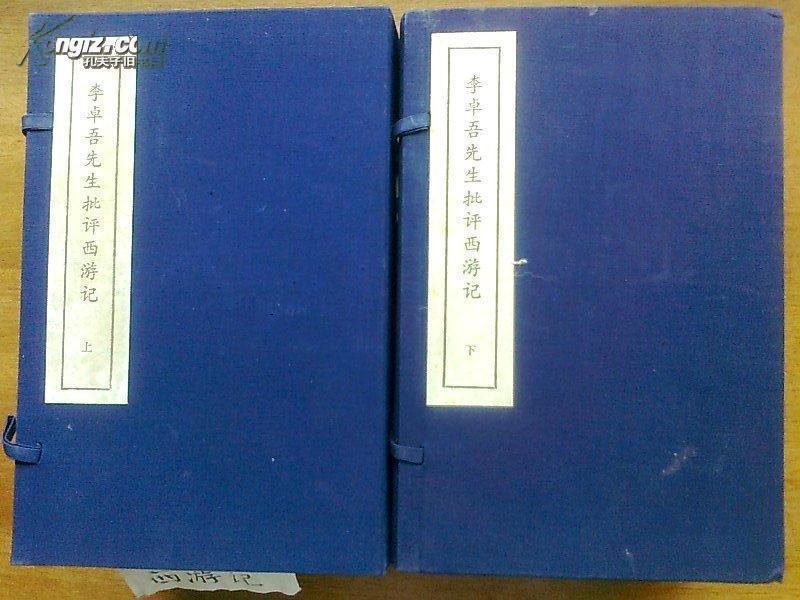 Kongfz.com
孔夫子旧书网
李卓吾先生批评西游记
上
李卓吾先生批评西游记
下
西游记